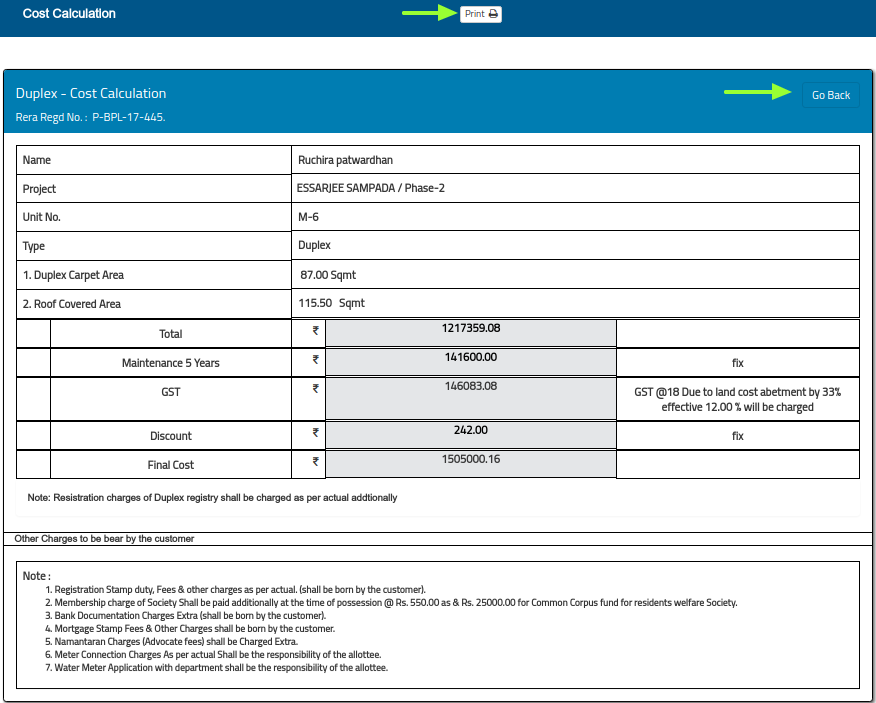 Cost Calculation
Print
Duplex - Cost Calculation
Go Back
Rera Regd No. : P-BPL-17-445.
Name Ruchira patwardhan
Project ESSARJEE SAMPADA / Phase-2
Unit No. M-6
Type Duplex
1. Duplex Carpet Area 87.00 Sqmt
2. Roof Covered Area 115.50 Sqmt
Total ₹ 1217359.08
Maintenance 5 Years ₹ 141600.00 fix
GST ₹ 146083.08 GST @18 Due to land cost abetment by 33%
effective 12.00 % will be charged
Discount ₹ 242.00 fix
Final Cost ₹ 1505000.16
Note: Resistration charges of Duplex registry shall be charged as per actual addtionally
Other Charges to be bear by the customer
Note :
1. Registration Stamp duty, Fees & other charges as per actual. (shall be born by the customer).
2. Membership charge of Society Shall be paid additionally at the time of possession @ Rs. 550.00 as & Rs. 25000.00 for Common Corpus fund for residents welfare Society.
3. Bank Documentation Charges Extra (shall be born by the customer).
4. Mortgage Stamp Fees & Other Charges shall be born by the customer.
5. Namantaran Charges (Advocate fees) shall be Charged Extra.
6. Meter Connection Charges As per actual Shall be the responsibility of the allottee.
7. Water Meter Application with department shall be the responsibility of the allottee.